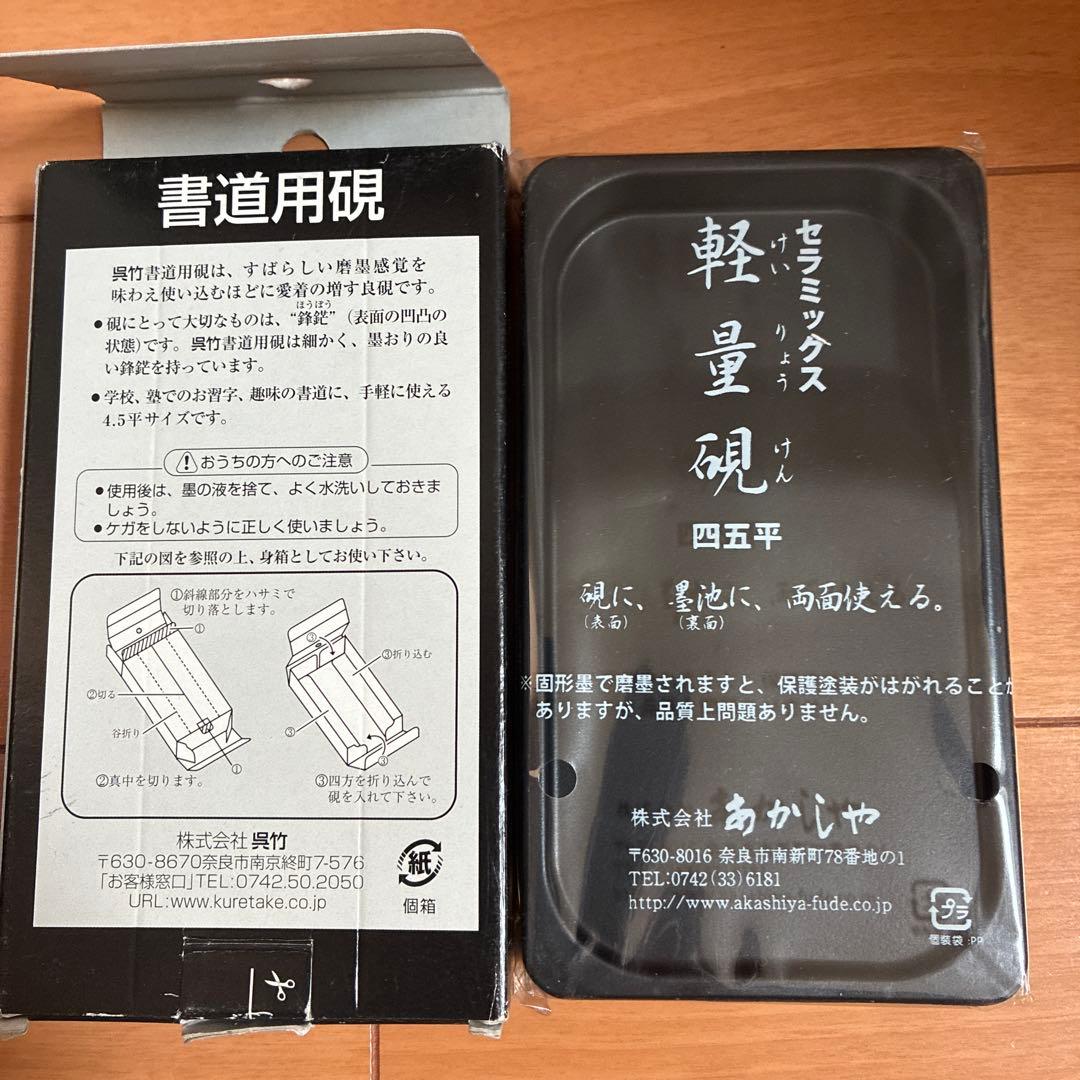 書道用硯
呉竹書道用硯は、すばらしい磨墨感覚を
味わえ使い込むほどに愛着の増す良硯です。
ほうぼう
●硯にとって大切なものは、“鋒鋩”（表面の凹凸の
状態）です。呉竹書道用硯は細かく、墨おりの良
い鋒鋩を持っています。
●学校、塾でのお習字、趣味の書道に、手軽に使える
4.5平サイズです。
おうちの方へのご注意
●使用後は、墨の液を捨て、よく水洗いしておきま
しょう。
●ケガをしないように正しく使いましょう。
下記の図を参照の上、身箱としてお使い下さい。
①斜線部分をハサミで
切り落とします。
①
②切る
谷折り
①
②真中を切ります。
③
③折り込む
③
③
③四方を折り込んで
硯を入れて下さい。
株式会社 呉竹
〒630-8670奈良市南京終町7-576
「お客様窓口」TEL:0742.50.2050
URL:www.kuretake.co.jp
紙
個箱
セラミックス
軽量硯
けいりょうけん
四五平
硯に、墨池に、両面使える。
(表面) (裏面)
※固形墨で磨墨されますと、保護塗装がはがれることが
ありますが、品質上問題ありません。
株式会社 あかしや
〒630-8016 奈良市南新町78番地の1
TEL:0742(33)6181
http://www.akashiya-fude.co.jp
プラ
個装袋:PP